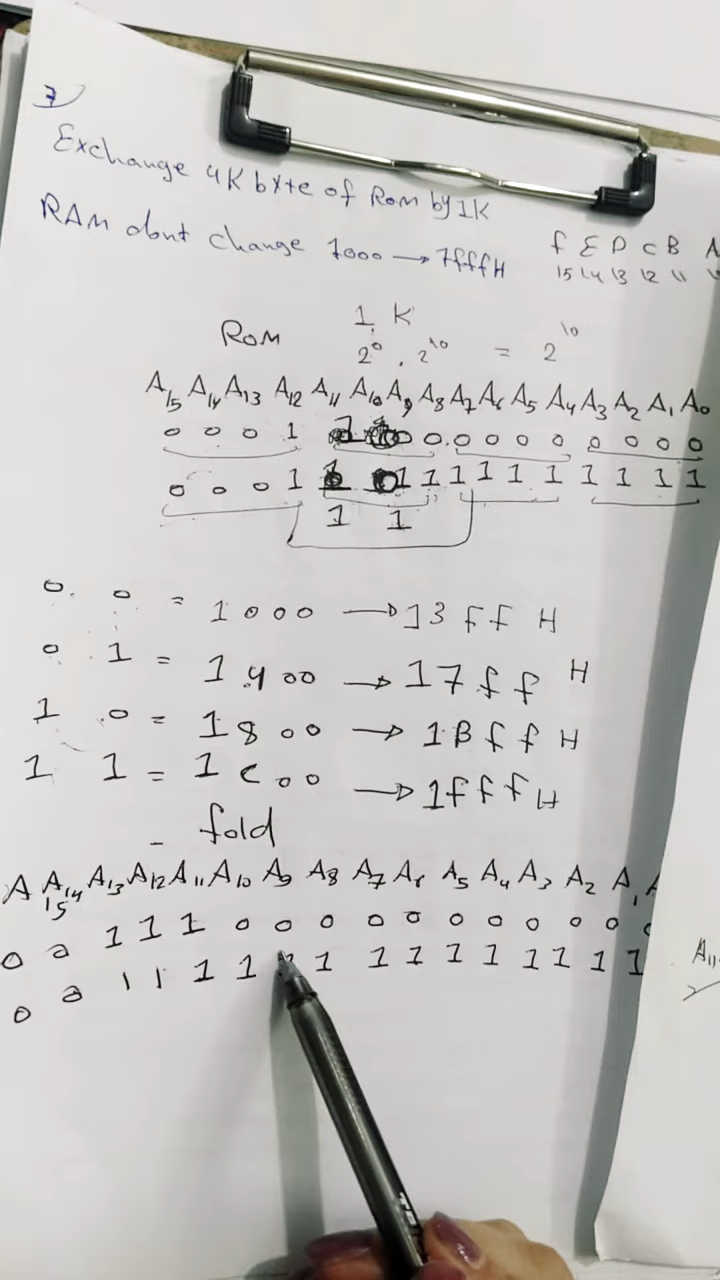 7
Exchange 4K byte of Rom by 1K
RAM dont change 7000 → 7fffH
f E D C B A
15 14 13 12 11
Rom 1 K
2⁰ . 2¹⁰ = 2¹⁰
A15 A14 A13 A12 A11 A10 A9 A8 A7 A6 A5 A4 A3 A2 A1 A0
0 0 0 1 0 0 0 0 0 0 0 0 0
0 0 0 1 1 1 1 1 1 1 1 1 1 1
1 1
0 0 = 1000 → 13ff H
0 1 = 1400 → 17ff H
1 0 = 1800 → 1Bff H
1 1 = 1c00 → 1fffH
- fold
A15 A14 A13 A12 A11 A10 A9 A8 A7 A6 A5 A4 A3 A2 A1 A
0 0 1 1 1 0 0 0 0 0 0 0 0 0 0
0 0 1 1 1 1 1 1 1 1 1 1 1 1 1
A11